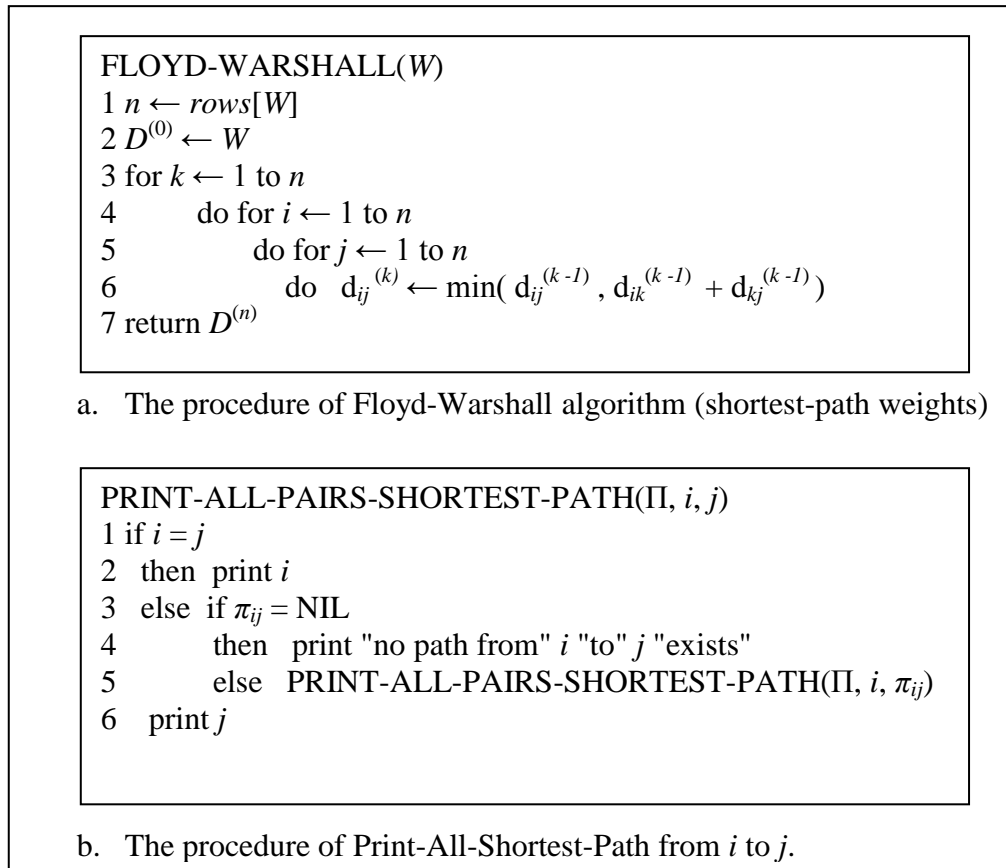 FLOYD-WARSHALL(W)
1 n ← rows[W]
2 D⁽⁰⁾ ← W
3 for k ← 1 to n
4 do for i ← 1 to n
5 do for j ← 1 to n
6 do d_ij^(k) ← min( d_ij^(k-1) , d_ik^(k-1) + d_kj^(k-1) )
7 return D⁽ⁿ⁾
a. The procedure of Floyd-Warshall algorithm (shortest-path weights)
PRINT-ALL-PAIRS-SHORTEST-PATH(Π, i, j)
1 if i = j
2 then print i
3 else if π_ij = NIL
4 then print "no path from" i "to" j "exists"
5 else PRINT-ALL-PAIRS-SHORTEST-PATH(Π, i, π_ij)
6 print j
b. The procedure of Print-All-Shortest-Path from i to j.